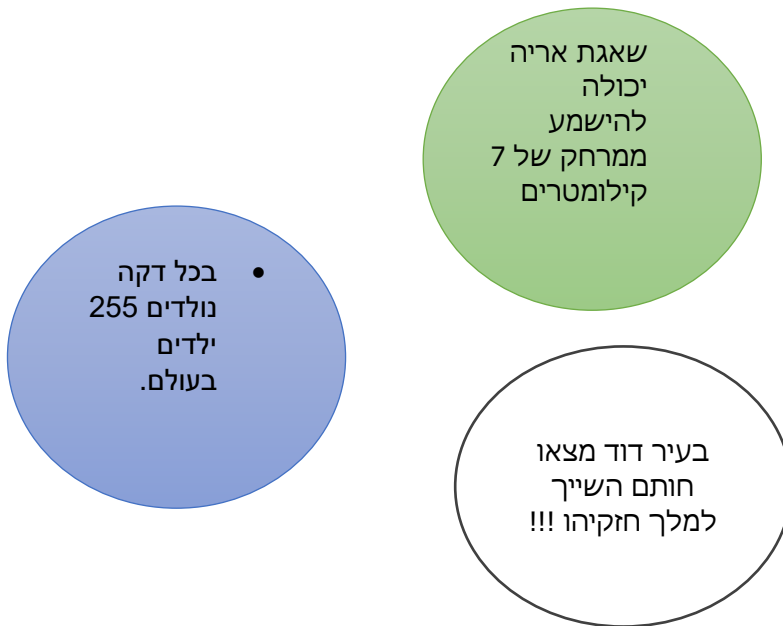 שאגת אריה
יכולה
להישמע
ממרחק של 7
קילומטרים
• בכל דקה
נולדים 255
ילדים
בעולם.
בעיר דוד מצאו
חותם השייך
למלך חזקיהו !!!